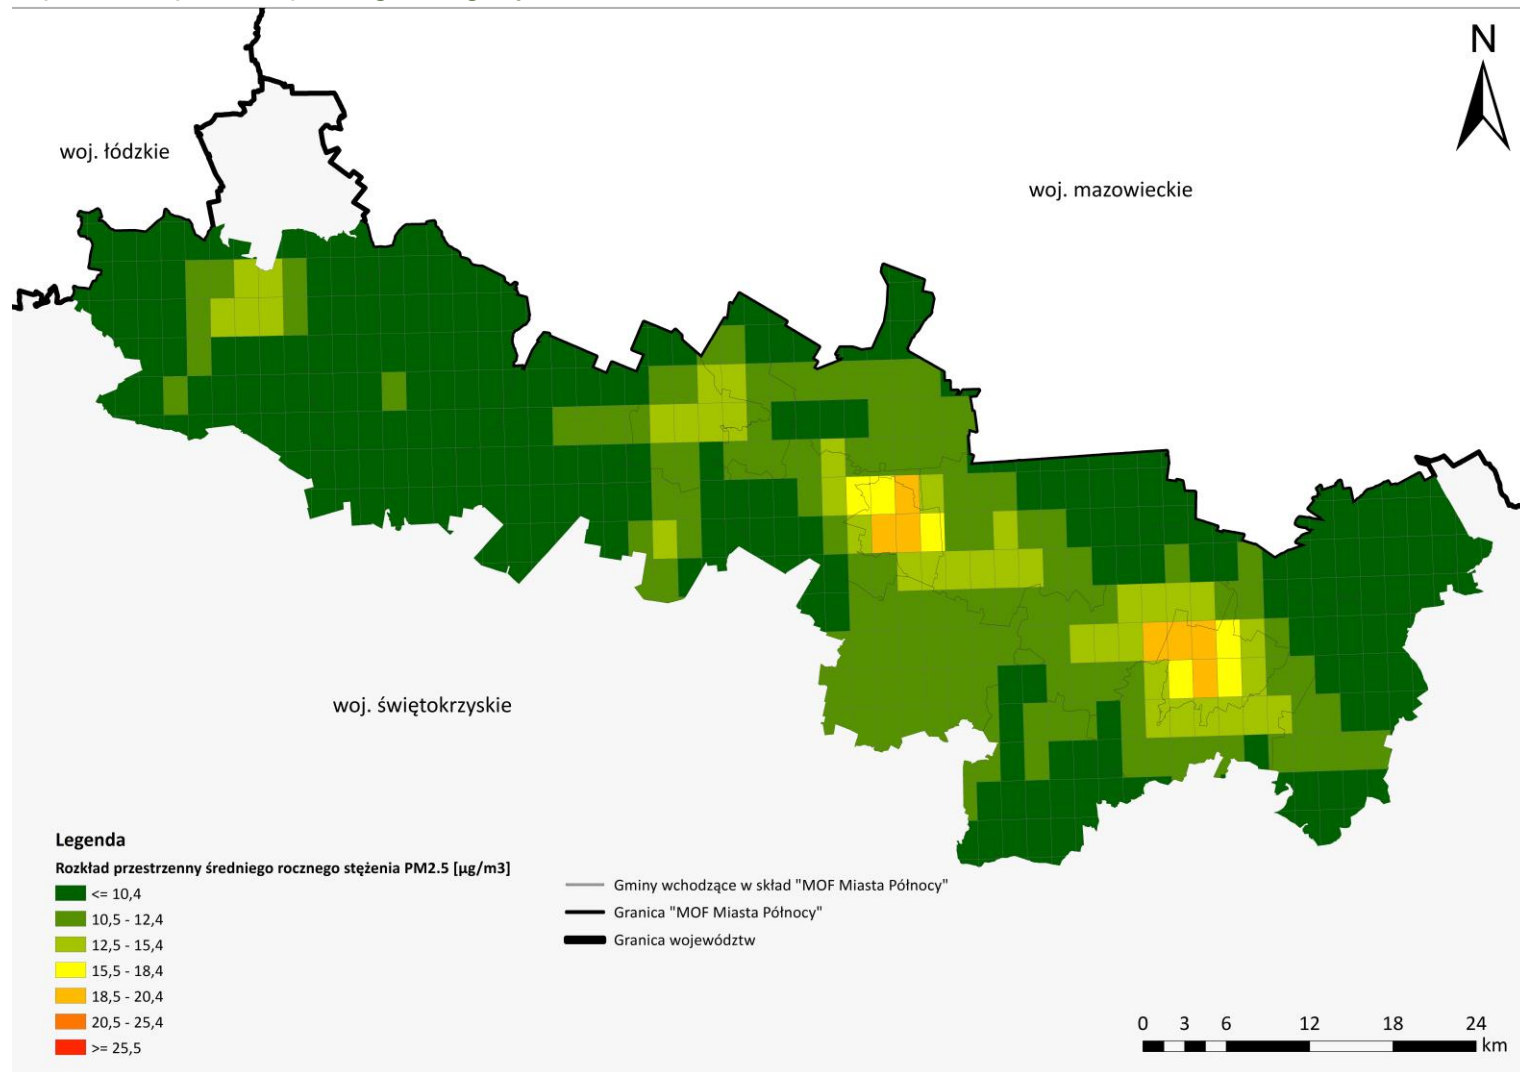 N
woj. łódzkie
woj. mazowieckie
woj. świętokrzyskie
Legenda
Rozkład przestrzenny średniego rocznego stężenia PM2.5 [µg/m3]
<= 10,4
10,5 - 12,4
12,5 - 15,4
15,5 - 18,4
18,5 - 20,4
20,5 - 25,4
>= 25,5
Gminy wchodzące w skład "MOF Miasta Północy"
Granica "MOF Miasta Północy"
Granica województw
0 3 6 12 18 24
km